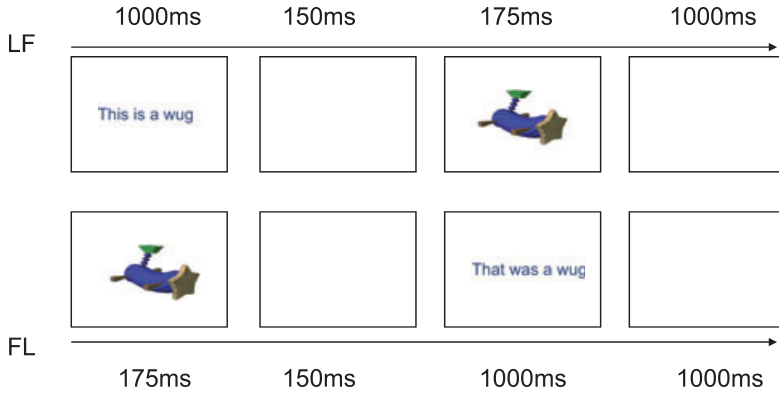 1000ms 150ms 175ms 1000ms
LF
This is a wug
That was a wug
FL
175ms 150ms 1000ms 1000ms